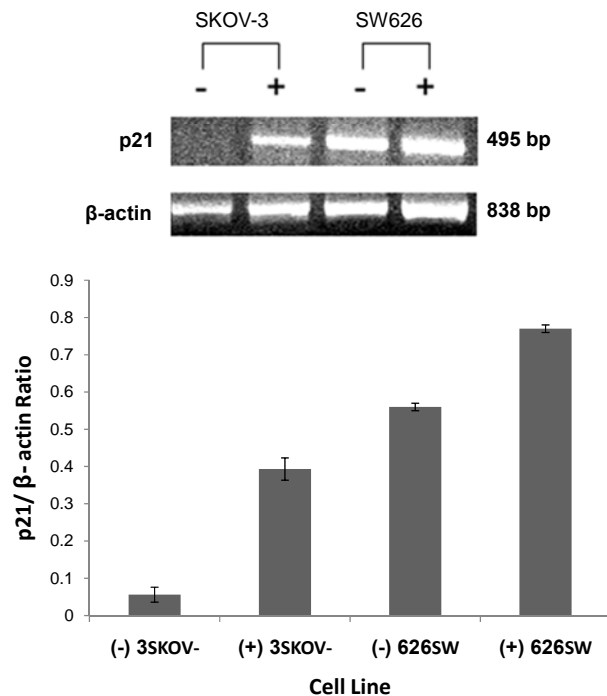 SKOV-3 SW626
- + - +
p21 495 bp
β-actin 838 bp
0.9
0.8
0.7
0.6
0.5
0.4
0.3
0.2
0.1
0
p21/ β- actin Ratio
(-) 3SKOV- (+) 3SKOV- (-) 626SW (+) 626SW
Cell Line